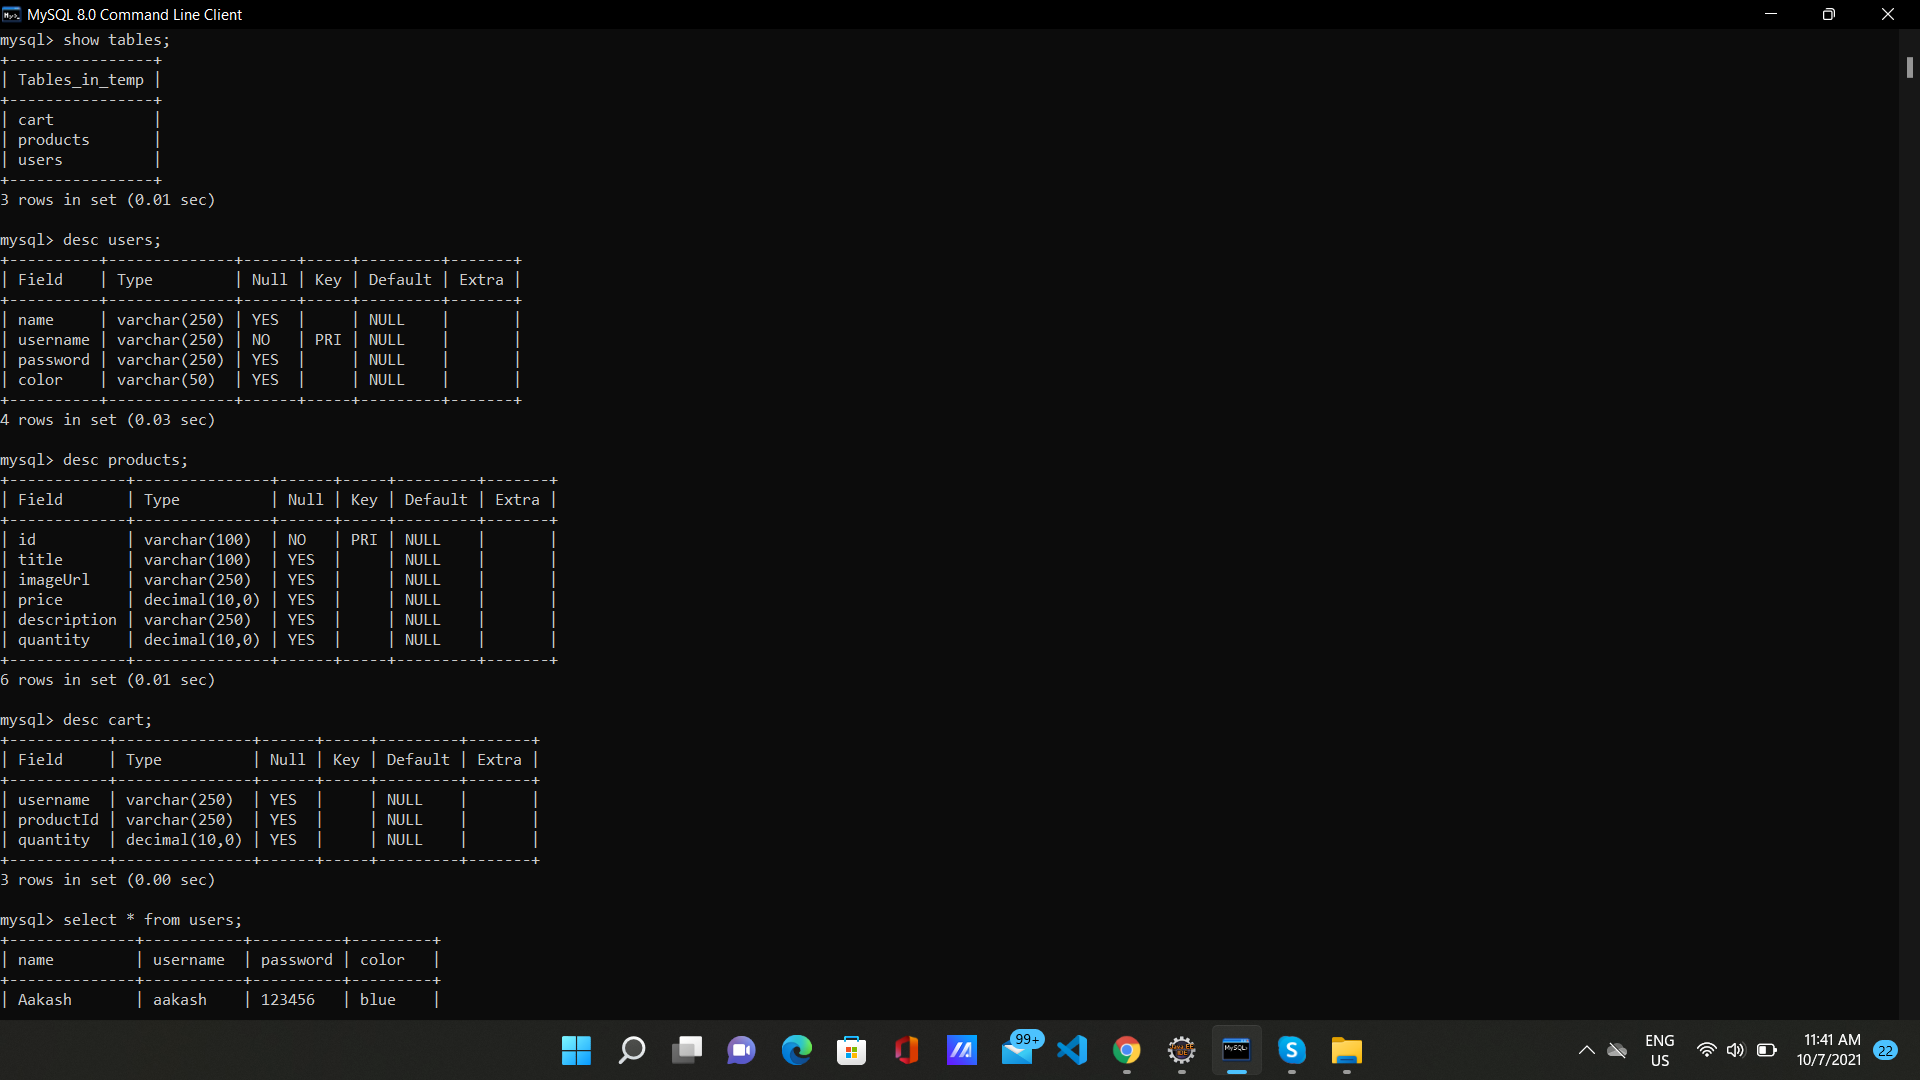 MySQL 8.0 Command Line Client
mysql> show tables;
+----------------+
| Tables_in_temp |
+----------------+
| cart           |
| products       |
| users          |
+----------------+
3 rows in set (0.01 sec)

mysql> desc users;
+----------+--------------+------+-----+---------+-------+
| Field    | Type         | Null | Key | Default | Extra |
+----------+--------------+------+-----+---------+-------+
| name     | varchar(250) | YES  |     | NULL    |       |
| username | varchar(250) | NO   | PRI | NULL    |       |
| password | varchar(250) | YES  |     | NULL    |       |
| color    | varchar(50)  | YES  |     | NULL    |       |
+----------+--------------+------+-----+---------+-------+
4 rows in set (0.03 sec)

mysql> desc products;
+-------------+---------------+------+-----+---------+-------+
| Field       | Type          | Null | Key | Default | Extra |
+-------------+---------------+------+-----+---------+-------+
| id          | varchar(100)  | NO   | PRI | NULL    |       |
| title       | varchar(100)  | YES  |     | NULL    |       |
| imageUrl    | varchar(250)  | YES  |     | NULL    |       |
| price       | decimal(10,0) | YES  |     | NULL    |       |
| description | varchar(250)  | YES  |     | NULL    |       |
| quantity    | decimal(10,0) | YES  |     | NULL    |       |
+-------------+---------------+------+-----+---------+-------+
6 rows in set (0.01 sec)

mysql> desc cart;
+-----------+---------------+------+-----+---------+-------+
| Field     | Type          | Null | Key | Default | Extra |
+-----------+---------------+------+-----+---------+-------+
| username  | varchar(250)  | YES  |     | NULL    |       |
| productId | varchar(250)  | YES  |     | NULL    |       |
| quantity  | decimal(10,0) | YES  |     | NULL    |       |
+-----------+---------------+------+-----+---------+-------+
3 rows in set (0.00 sec)

mysql> select * from users;
+--------------+-----------+----------+---------+
| name         | username  | password | color   |
+--------------+-----------+----------+---------+
| Aakash       | aakash    | 123456   | blue    |
99+
MySQL
S
ENG
US
11:41 AM
10/7/2021
22